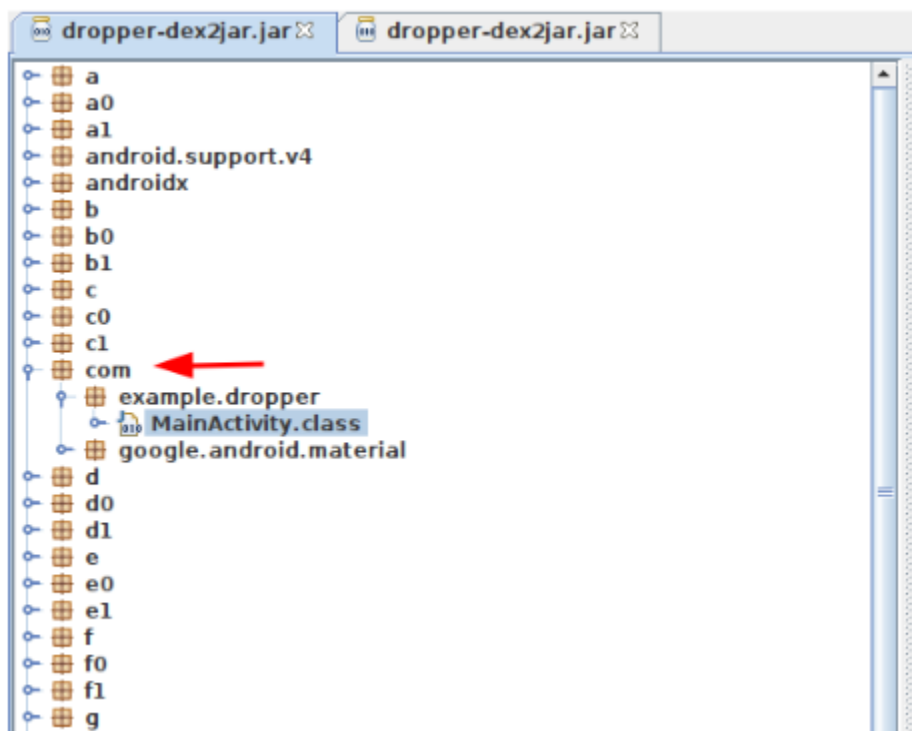 dropper-dex2jar.jar dropper-dex2jar.jar
a
a0
a1
android.support.v4
androidx
b
b0
b1
c
c0
c1
com
example.dropper
MainActivity.class
google.android.material
d
d0
d1
e
e0
e1
f
f0
f1
g